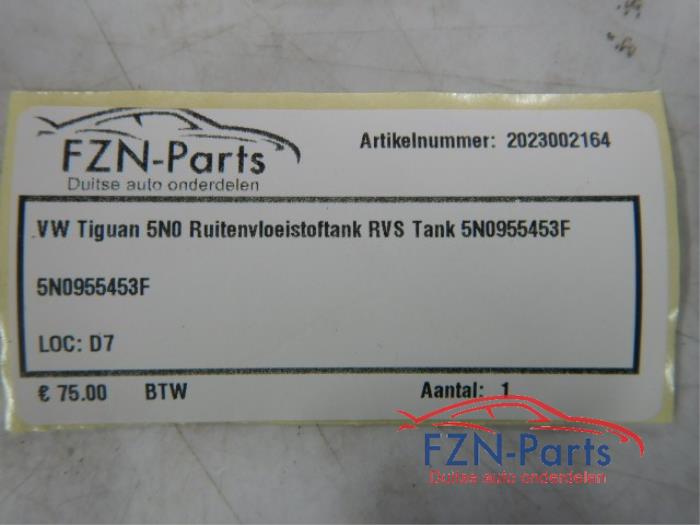 FZN-Parts
Duitse auto onderdelen
Artikelnummer: 2023002164
VW Tiguan 5N0 Ruitenvloeistoftank RVS Tank 5N0955453F
5N0955453F
LOC: D7
€ 75.00 BTW Aantal: 1
FZN-Parts
Duitse auto onderdelen